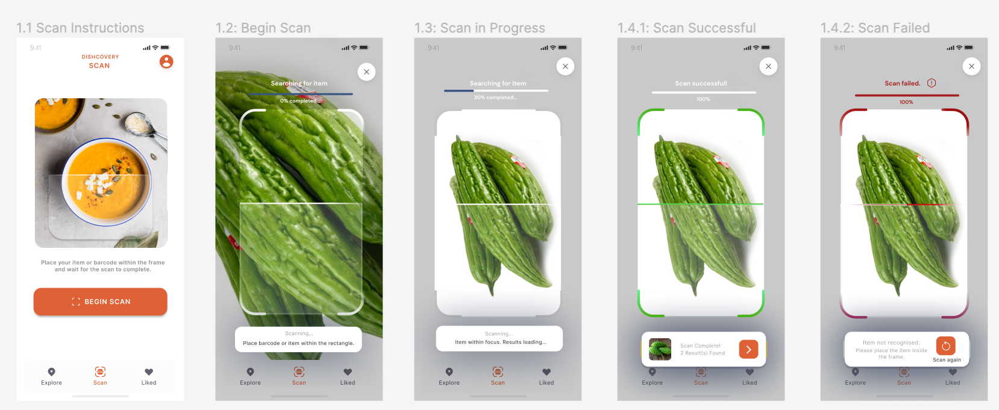 1.1 Scan Instructions
9:41
DISHCOVERY
SCAN
Place your item or barcode within the frame
and wait for the scan to complete.
BEGIN SCAN
Explore
Scan
Liked
1.2: Begin Scan
9:41
Searching for item
0% completed...
Scanning...
Place barcode or item within the rectangle.
Explore
Scan
Liked
1.3: Scan in Progress
9:41
Searching for item
30% completed...
Scanning...
Item within focus. Results loading...
Explore
Scan
Liked
1.4.1: Scan Successful
9:41
Scan successful!
100%
Scan Complete!
2 Result(s) Found
Explore
Scan
Liked
1.4.2: Scan Failed
9:41
Scan failed.
100%
Item not recognised.
Please place the item inside
the frame.
Scan again
Explore
Scan
Liked